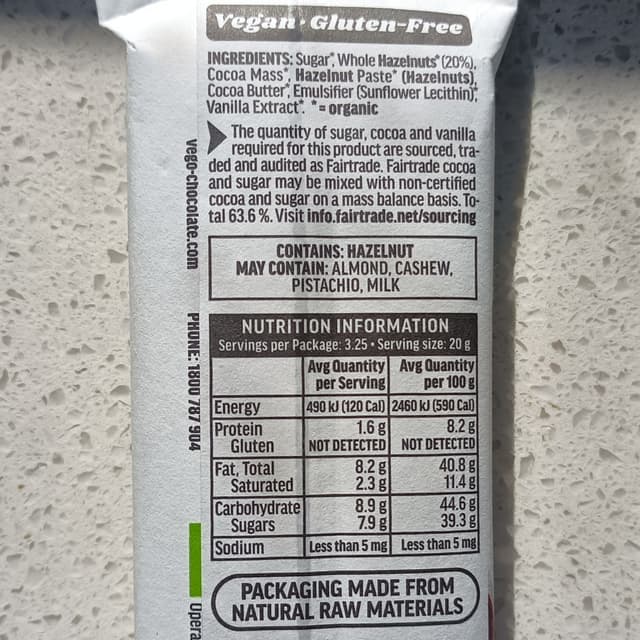 Vegan · Gluten-Free
INGREDIENTS: Sugar*, Whole Hazelnuts* (20%),
Cocoa Mass*, Hazelnut Paste* (Hazelnuts),
Cocoa Butter*, Emulsifier (Sunflower Lecithin)*,
Vanilla Extract*. *= organic
The quantity of sugar, cocoa and vanilla
required for this product are sourced, tra-
ded and audited as Fairtrade. Fairtrade cocoa
and sugar may be mixed with non-certified
cocoa and sugar on a mass balance basis. To-
tal 63.6 %. Visit info.fairtrade.net/sourcing
CONTAINS: HAZELNUT
MAY CONTAIN: ALMOND, CASHEW,
PISTACHIO, MILK
NUTRITION INFORMATION
Servings per Package: 3.25 • Serving size: 20 g
Avg Quantity per Serving Avg Quantity per 100 g
Energy 490 kJ (120 Cal) 2460 kJ (590 Cal)
Protein 1.6 g 8.2 g
Gluten NOT DETECTED NOT DETECTED
Fat, Total 8.2 g 40.8 g
Saturated 2.3 g 11.4 g
Carbohydrate 8.9 g 44.6 g
Sugars 7.9 g 39.3 g
Sodium Less than 5 mg Less than 5 mg
PACKAGING MADE FROM
NATURAL RAW MATERIALS
vego-chocolate.com
PHONE: 1800 787 904